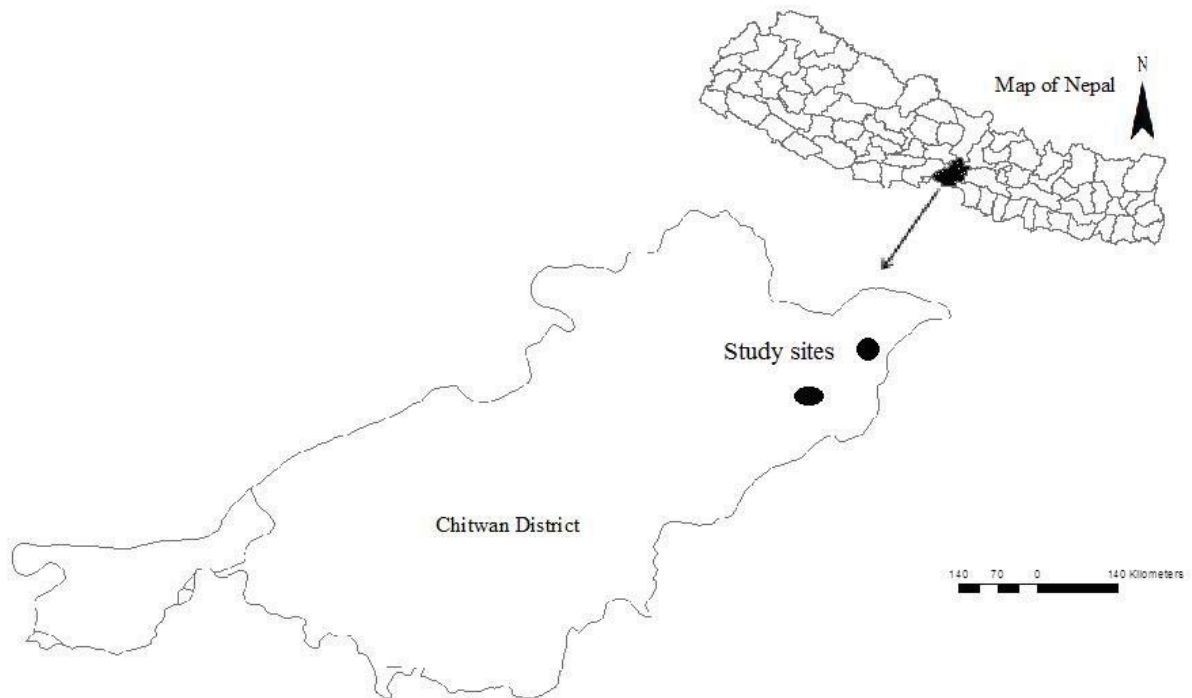 N
Map of Nepal
Study sites
Chitwan District
140 70 0 140 Kilometers